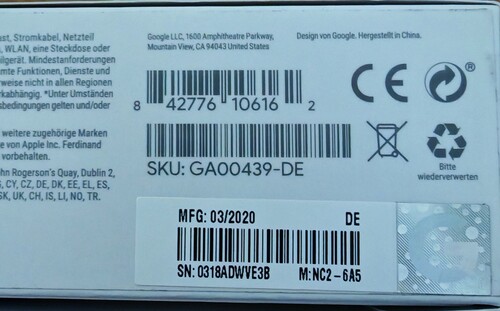 ast, Stromkabel, Netzteil
, WLAN, eine Steckdose oder
ilgerät. Mindestanforderungen
mte Funktionen, Dienste und
rweise nicht in allen Regionen
rkabhängig. *Unter Umständen
sbedingungen gelten und/oder
weitere zugehörige Marken
e von Apple Inc. Ferdinand
vorbehalten.
hn Rogerson's Quay, Dublin 2,
, CY, CZ, DE, DK, EE, EL, ES,
SK, UK, CH, IS, LI, NO, TR.
Google LLC, 1600 Amphitheatre Parkway,
Mountain View, CA 94043 United States
Design von Google. Hergestellt in China.
8 42776 10616 2
SKU: GA00439-DE
CE
Bitte
wiederverwerten
MFG: 03/2020 DE
SN: 0318ADWVE3B M:NC2-6A5